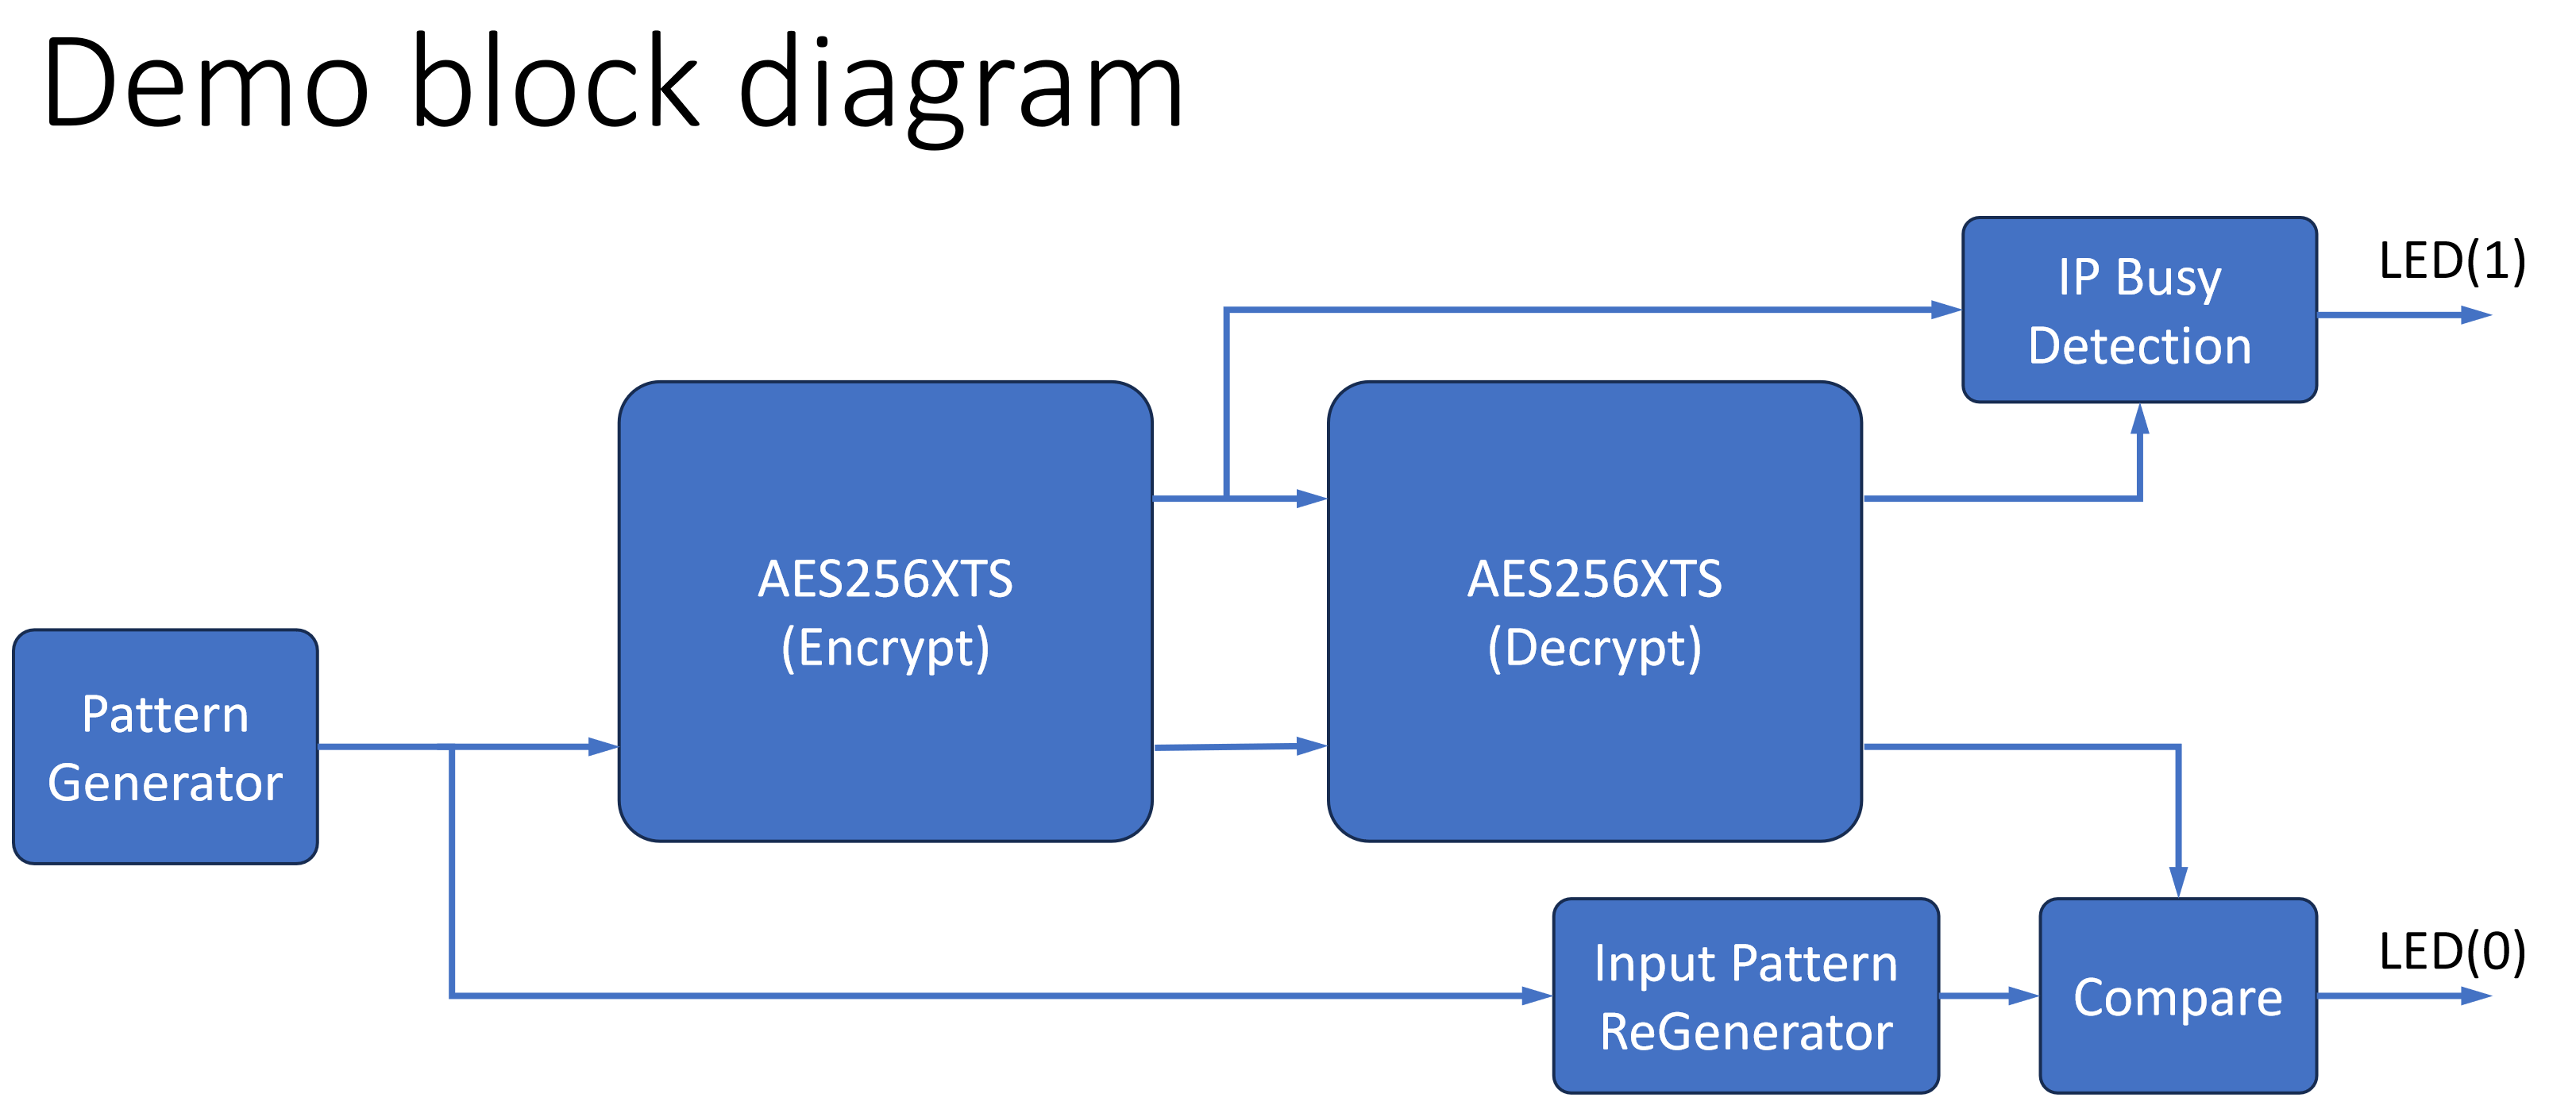 Demo block diagram
IP Busy
Detection
LED(1)
AES256XTS
(Encrypt)
AES256XTS
(Decrypt)
Pattern
Generator
Input Pattern
ReGenerator
Compare
LED(0)